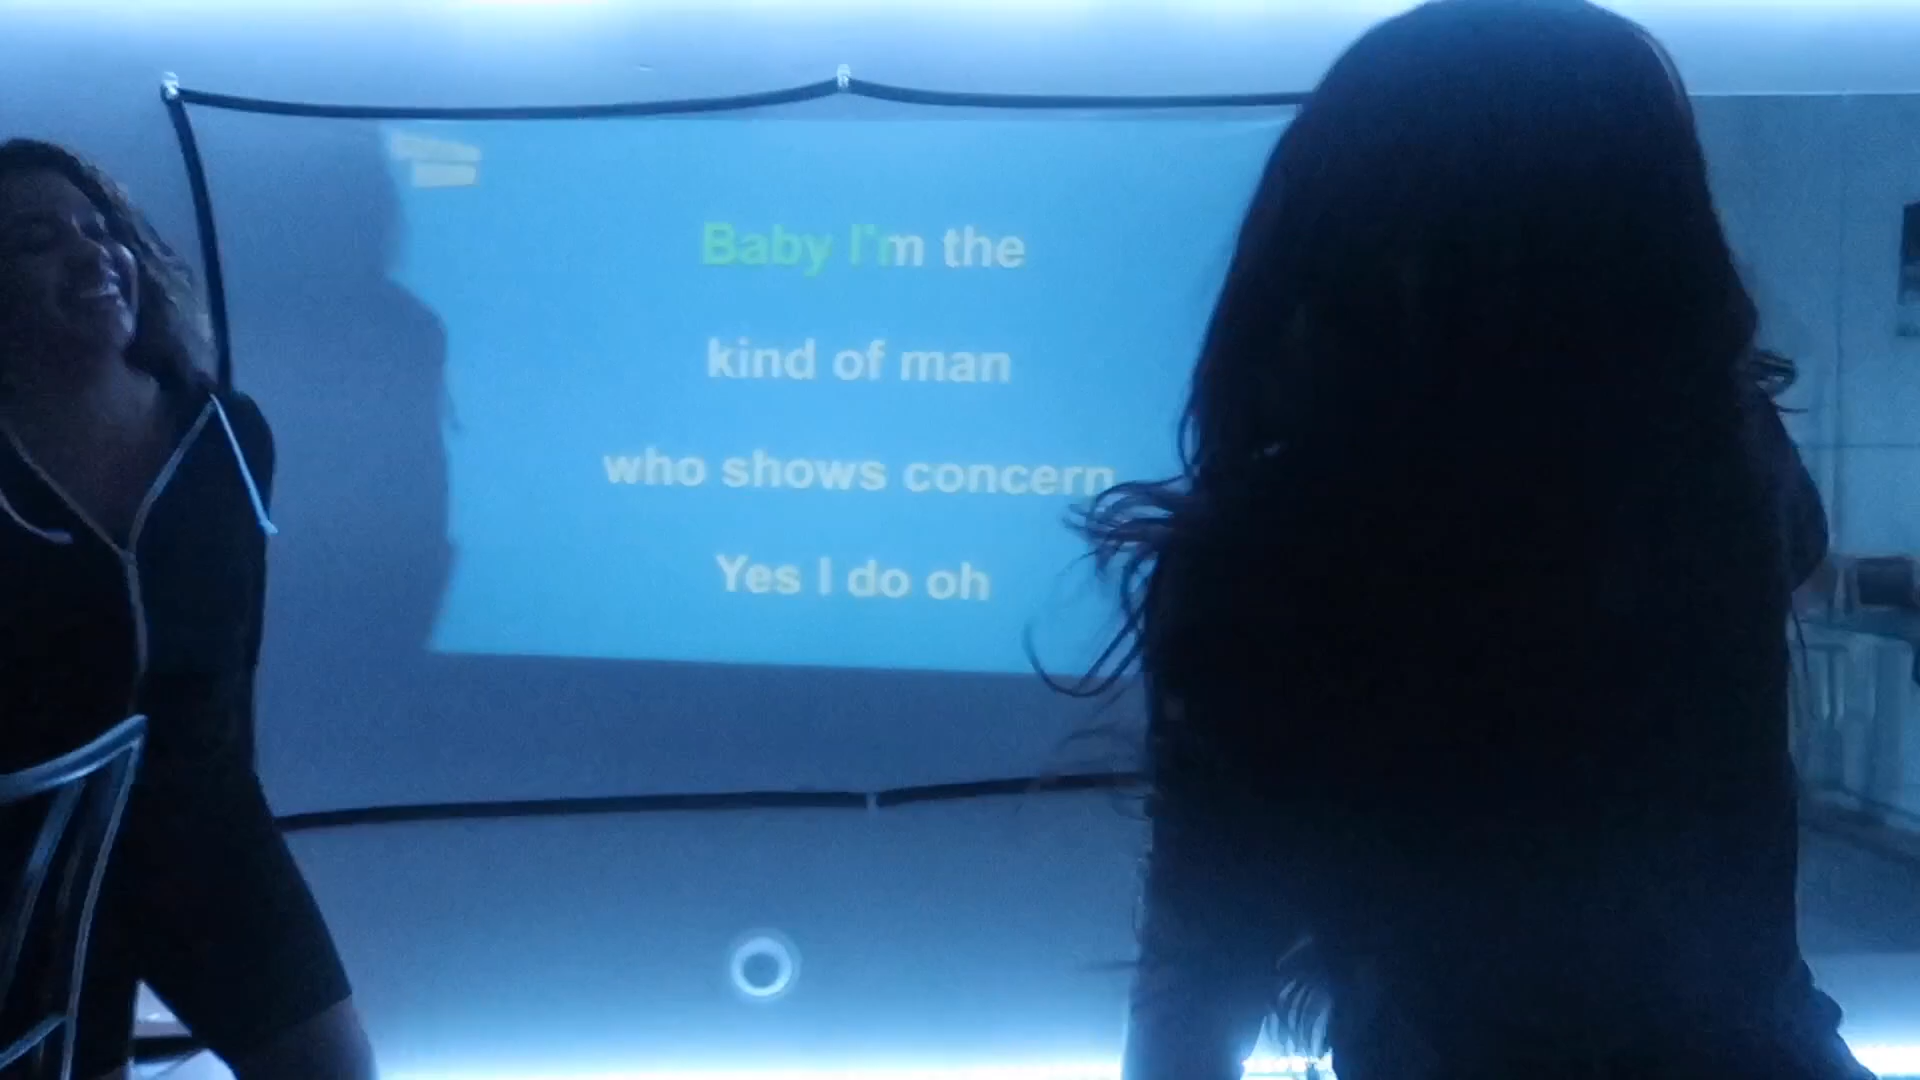 Baby I'm the
kind of man
who shows concern
Yes I do oh